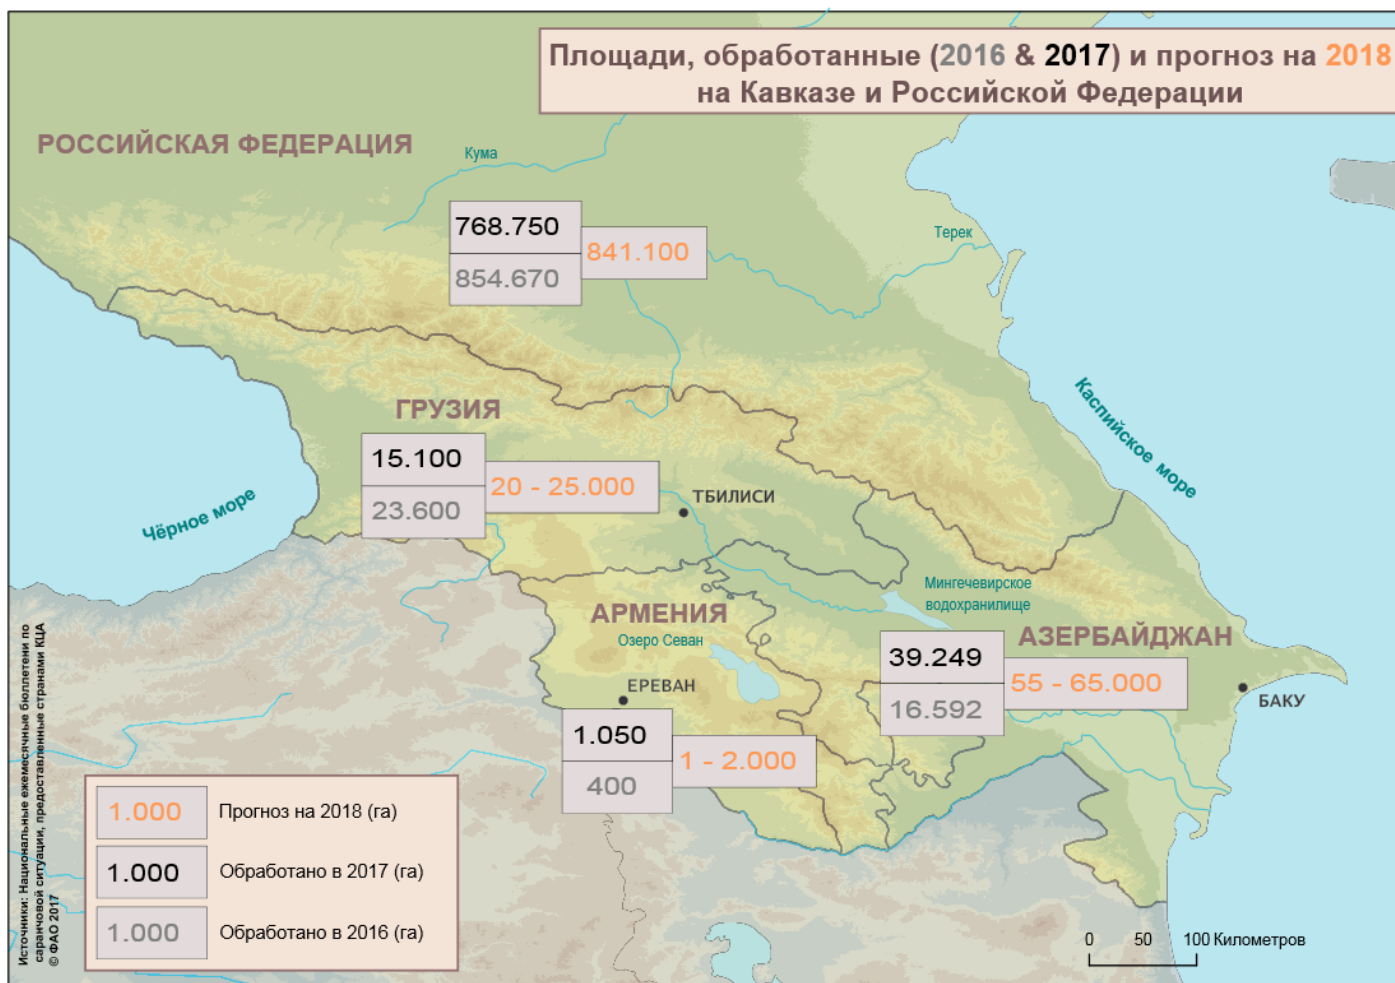 Площади, обработанные (2016 & 2017) и прогноз на 2018
на Кавказе и Российской Федерации
РОССИЙСКАЯ ФЕДЕРАЦИЯ
Кума
768.750
841.100
854.670
Терек
Каспийское море
ГРУЗИЯ
15.100
20 - 25.000
23.600
ТБИЛИСИ
Чёрное море
Мингечевирское
водохранилище
АРМЕНИЯ
Озеро Севан
АЗЕРБАЙДЖАН
39.249
55 - 65.000
16.592
БАКУ
ЕРЕВАН
1.050
1 - 2.000
400
1.000 Прогноз на 2018 (га)
1.000 Обработано в 2017 (га)
1.000 Обработано в 2016 (га)
0 50 100 Километров
Источники: Национальные ежемесячные бюллетени по
саранчовой ситуации, предоставленные странами КЦА
© ФАО 2017